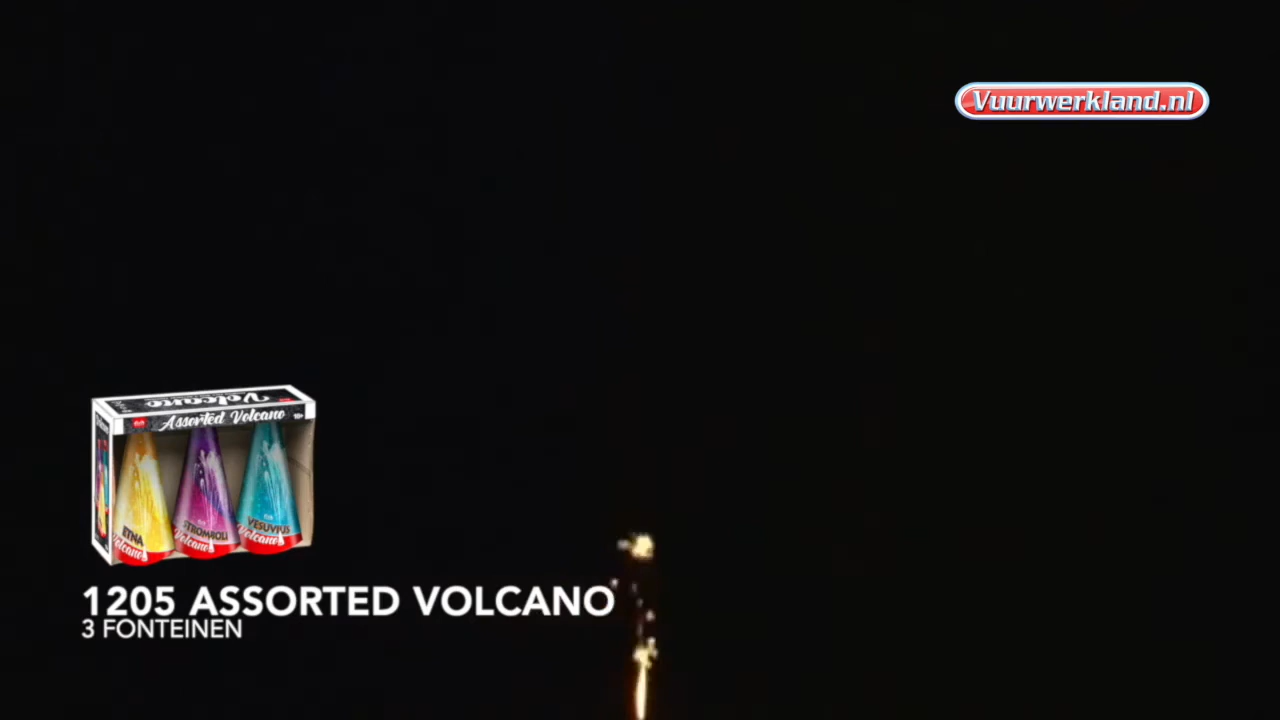 Vuurwerkland.nl
Volcano
Assorted Volcano
ETNA
STROMBOLI
VESUVIUS
Volcano
Volcano
Volcano
1205 ASSORTED VOLCANO
3 FONTEINEN